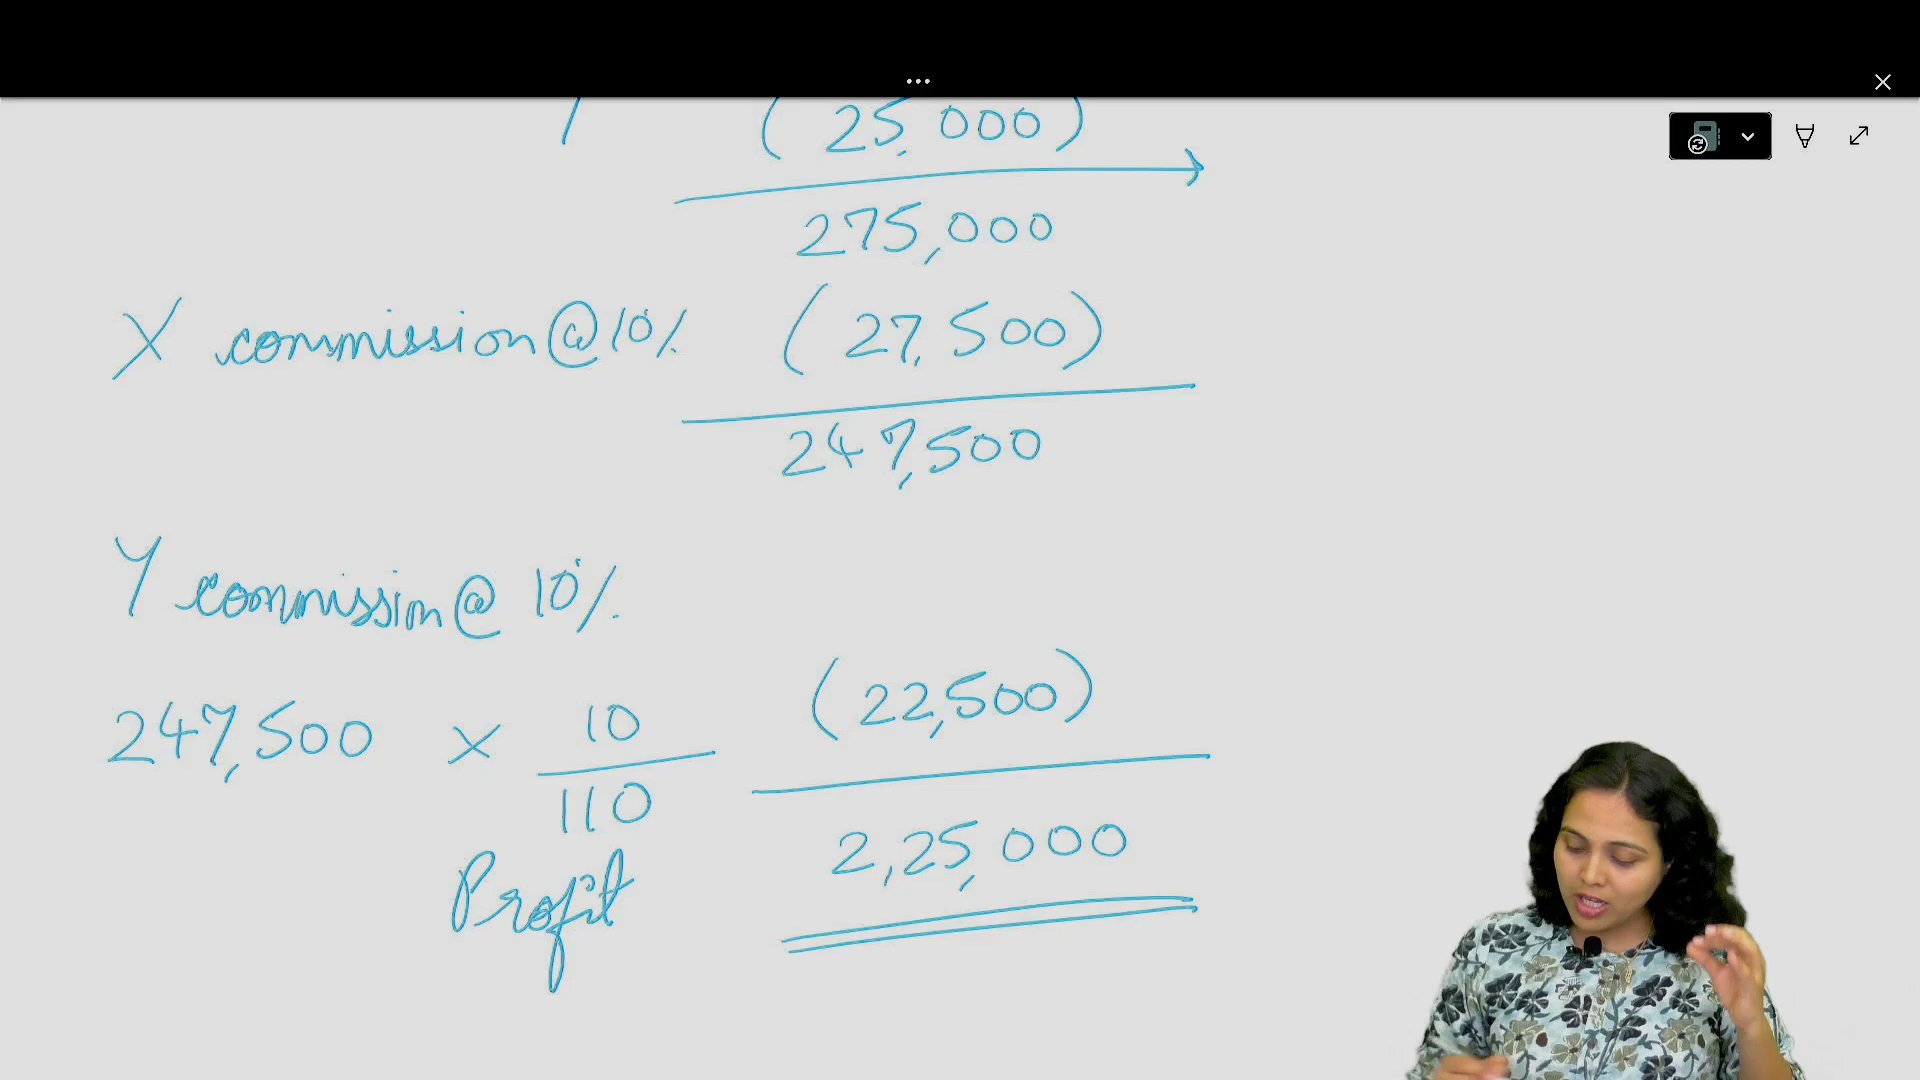 Y (25,000)
275,000
X commission @ 10% (27,500)
247,500
Y commission @ 10%.
247,500 x 10/110 (22,500)
Profit 2,25,000